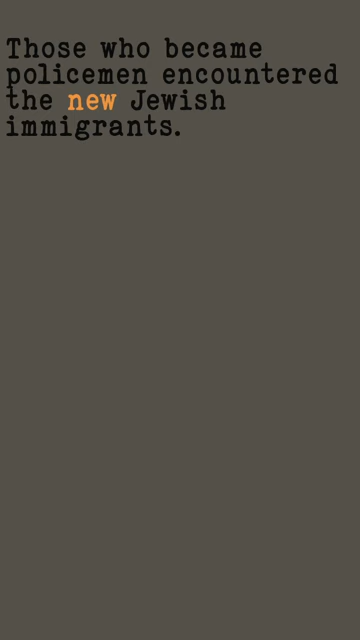 Those who became
policemen encountered
the new Jewish
immigrants.